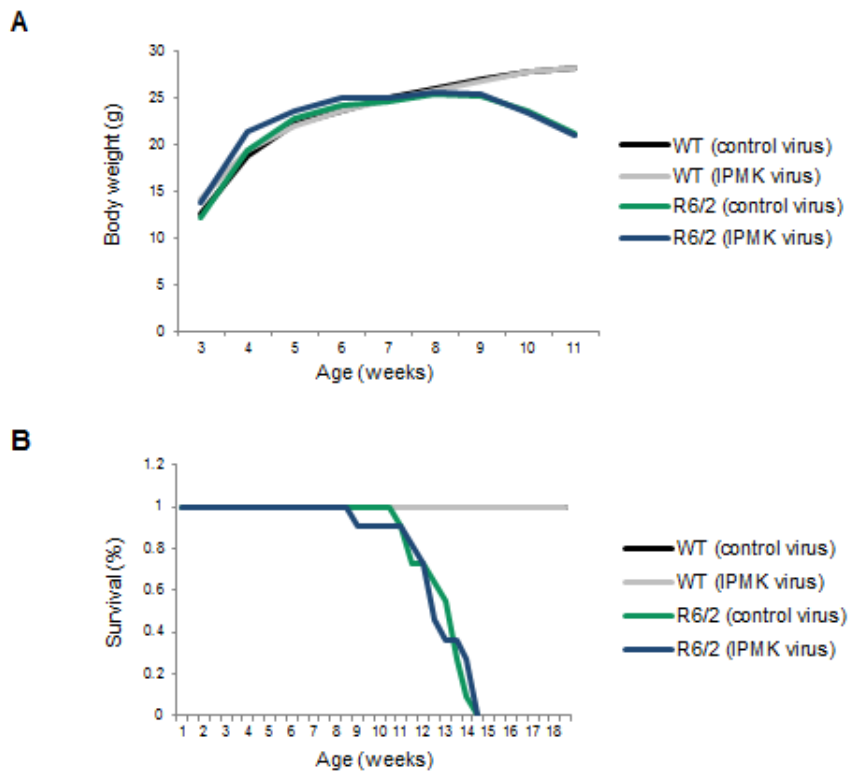 A
Body weight (g)
30
25
20
15
10
5
0
3 4 5 6 7 8 9 10 11
Age (weeks)
WT (control virus)
WT (IPMK virus)
R6/2 (control virus)
R6/2 (IPMK virus)
B
Survival (%)
1.2
1
0.8
0.6
0.4
0.2
0
1 2 3 4 5 6 7 8 9 10 11 12 13 14 15 16 17 18
Age (weeks)
WT (control virus)
WT (IPMK virus)
R6/2 (control virus)
R6/2 (IPMK virus)